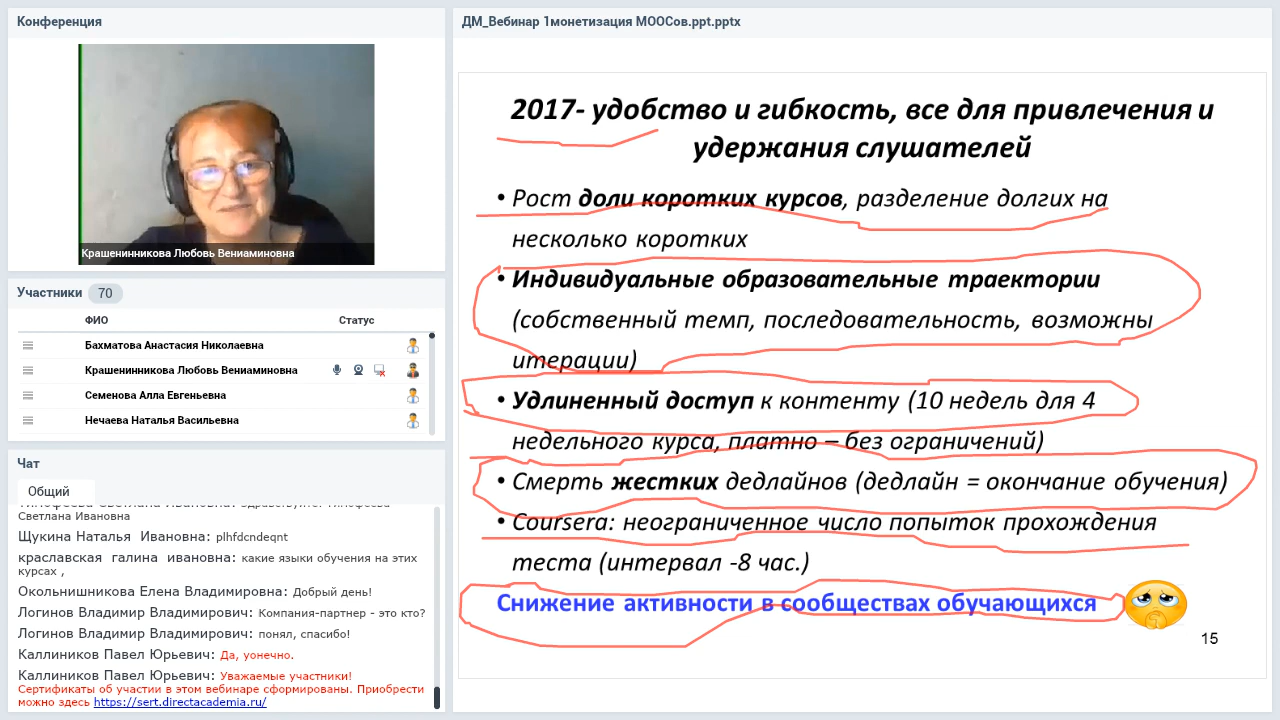 Конференция
Крашенинникова Любовь Вениаминовна
Участники 70
ФИО Статус
Бахматова Анастасия Николаевна
Крашенинникова Любовь Вениаминовна
Семенова Алла Евгеньевна
Нечаева Наталья Васильевна
Чат
Общий
Светлана Ивановна
Щукина Наталья Ивановна: plhfdcndeqnt
краславская галина ивановна: какие языки обучения на этих
курсах ,
Окольнишникова Елена Владимировна: Добрый день!
Логинов Владимир Владимирович: Компания-партнер - это кто?
Логинов Владимир Владимирович: понял, спасибо!
Каллиников Павел Юрьевич: Да, уонечно.
Каллиников Павел Юрьевич: Уважаемые участники!
Сертификаты об участии в этом вебинаре сформированы. Приобрести
можно здесь https://sert.directacademia.ru/
ДМ_Вебинар 1монетизация МООСов.ppt.pptx
2017- удобство и гибкость, все для привлечения и
удержания слушателей
• Рост доли коротких курсов, разделение долгих на
несколько коротких
• Индивидуальные образовательные траектории
(собственный темп, последовательность, возможны
итерации)
• Удлиненный доступ к контенту (10 недель для 4
недельного курса, платно – без ограничений)
• Смерть жестких дедлайнов (дедлайн = окончание обучения)
• Coursera: неограниченное число попыток прохождения
теста (интервал -8 час.)
Снижение активности в сообществах обучающихся
15